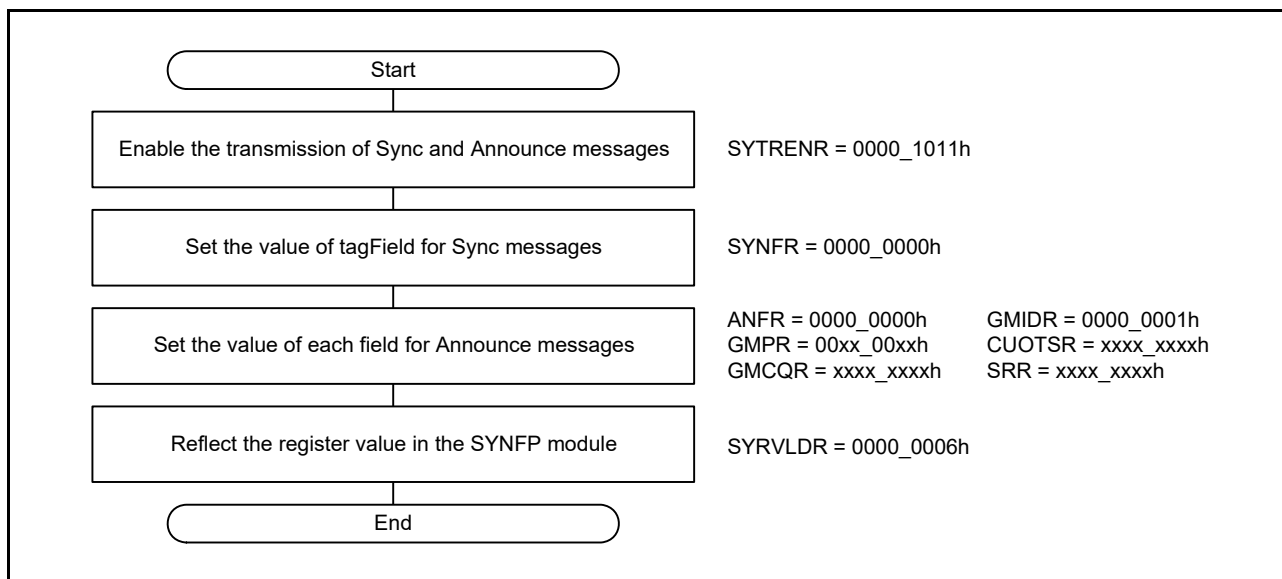 Start
Enable the transmission of Sync and Announce messages
SYTRENR = 0000_1011h
Set the value of tagField for Sync messages
SYNFR = 0000_0000h
Set the value of each field for Announce messages
ANFR = 0000_0000h GMIDR = 0000_0001h
GMPR = 00xx_00xxh CUOTSR = xxxx_xxxxh
GMCQR = xxxx_xxxxh SRR = xxxx_xxxxh
Reflect the register value in the SYNFP module
SYRVLDR = 0000_0006h
End